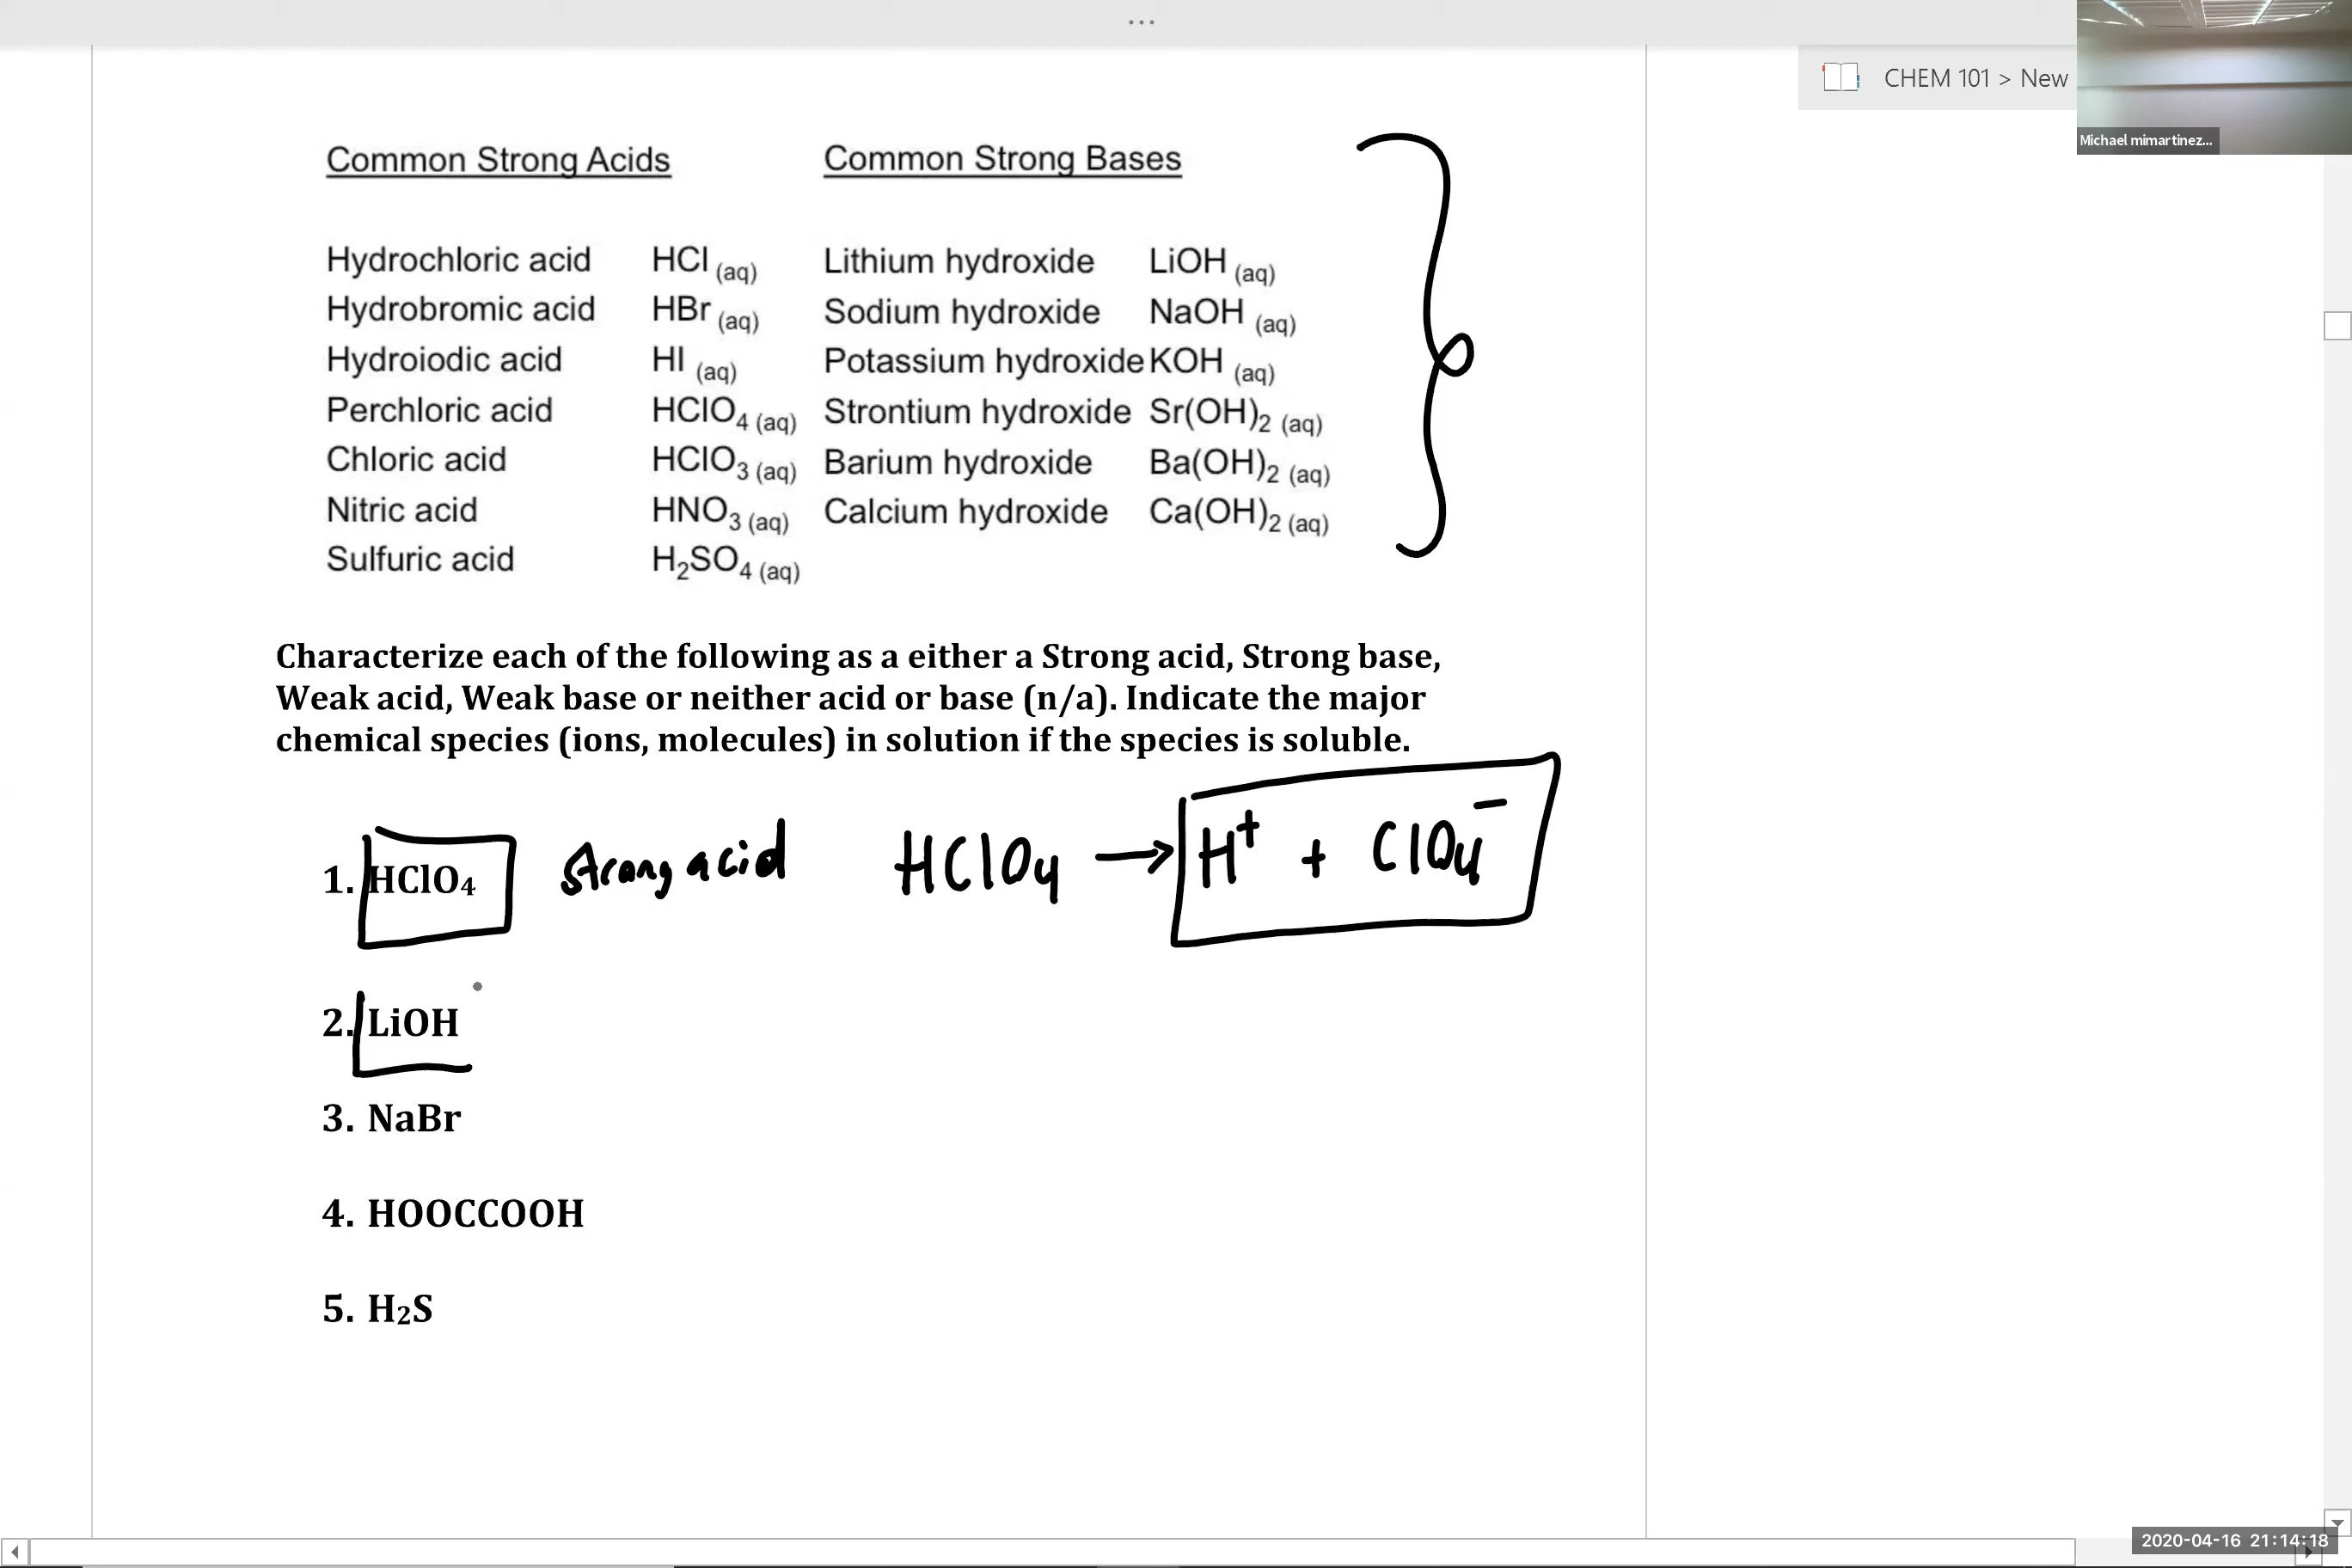 ...
CHEM 101 > New
Michael mimartinez...
Common Strong Acids Common Strong Bases
Hydrochloric acid HCl (aq) Lithium hydroxide LiOH (aq)
Hydrobromic acid HBr (aq) Sodium hydroxide NaOH (aq)
Hydroiodic acid HI (aq) Potassium hydroxide KOH (aq)
Perchloric acid HClO₄ (aq) Strontium hydroxide Sr(OH)₂ (aq)
Chloric acid HClO₃ (aq) Barium hydroxide Ba(OH)₂ (aq)
Nitric acid HNO₃ (aq) Calcium hydroxide Ca(OH)₂ (aq)
Sulfuric acid H₂SO₄ (aq)
Characterize each of the following as a either a Strong acid, Strong base,
Weak acid, Weak base or neither acid or base (n/a). Indicate the major
chemical species (ions, molecules) in solution if the species is soluble.
1. HClO₄ Strong acid HClO₄ → H⁺ + ClO₄⁻
2. LiOH
3. NaBr
4. HOOCCOOH
5. H₂S
2020-04-16 21:14:18